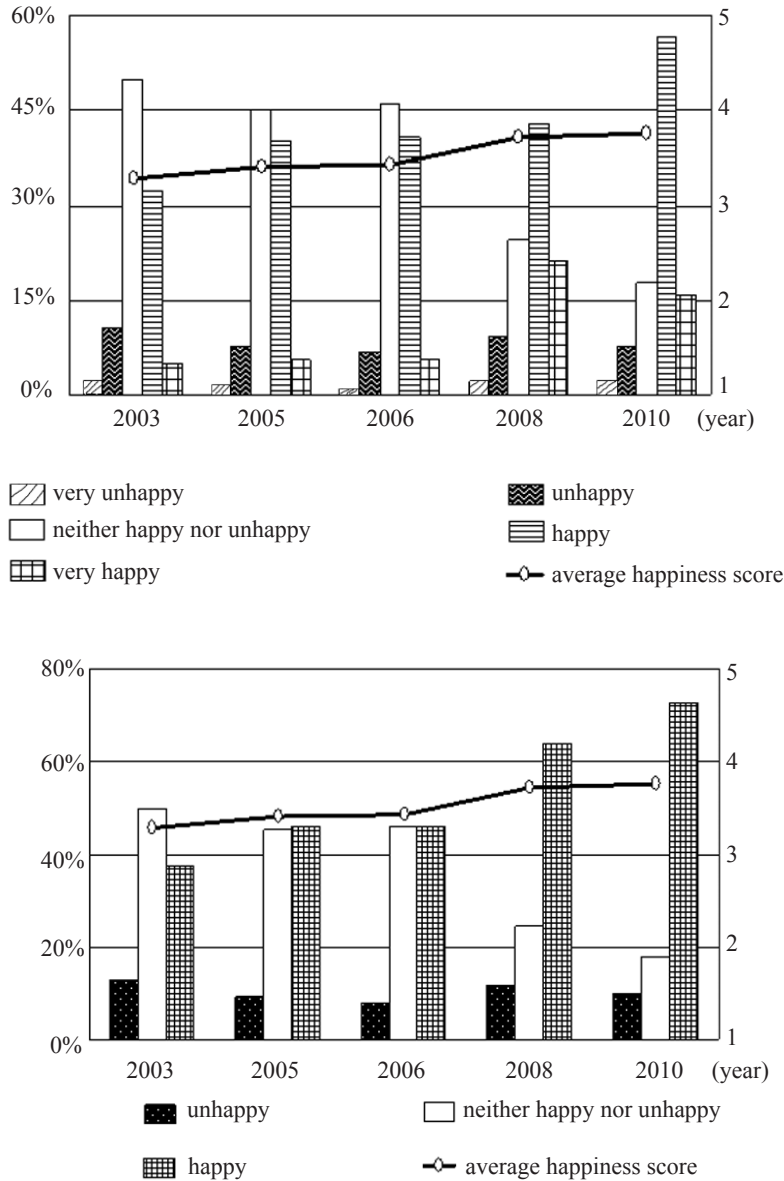 60%
45%
30%
15%
0%
5
4
3
2
1
2003 2005 2006 2008 2010 (year)
very unhappy unhappy
neither happy nor unhappy happy
very happy average happiness score
80%
60%
40%
20%
0%
5
4
3
2
1
2003 2005 2006 2008 2010 (year)
unhappy neither happy nor unhappy
happy average happiness score